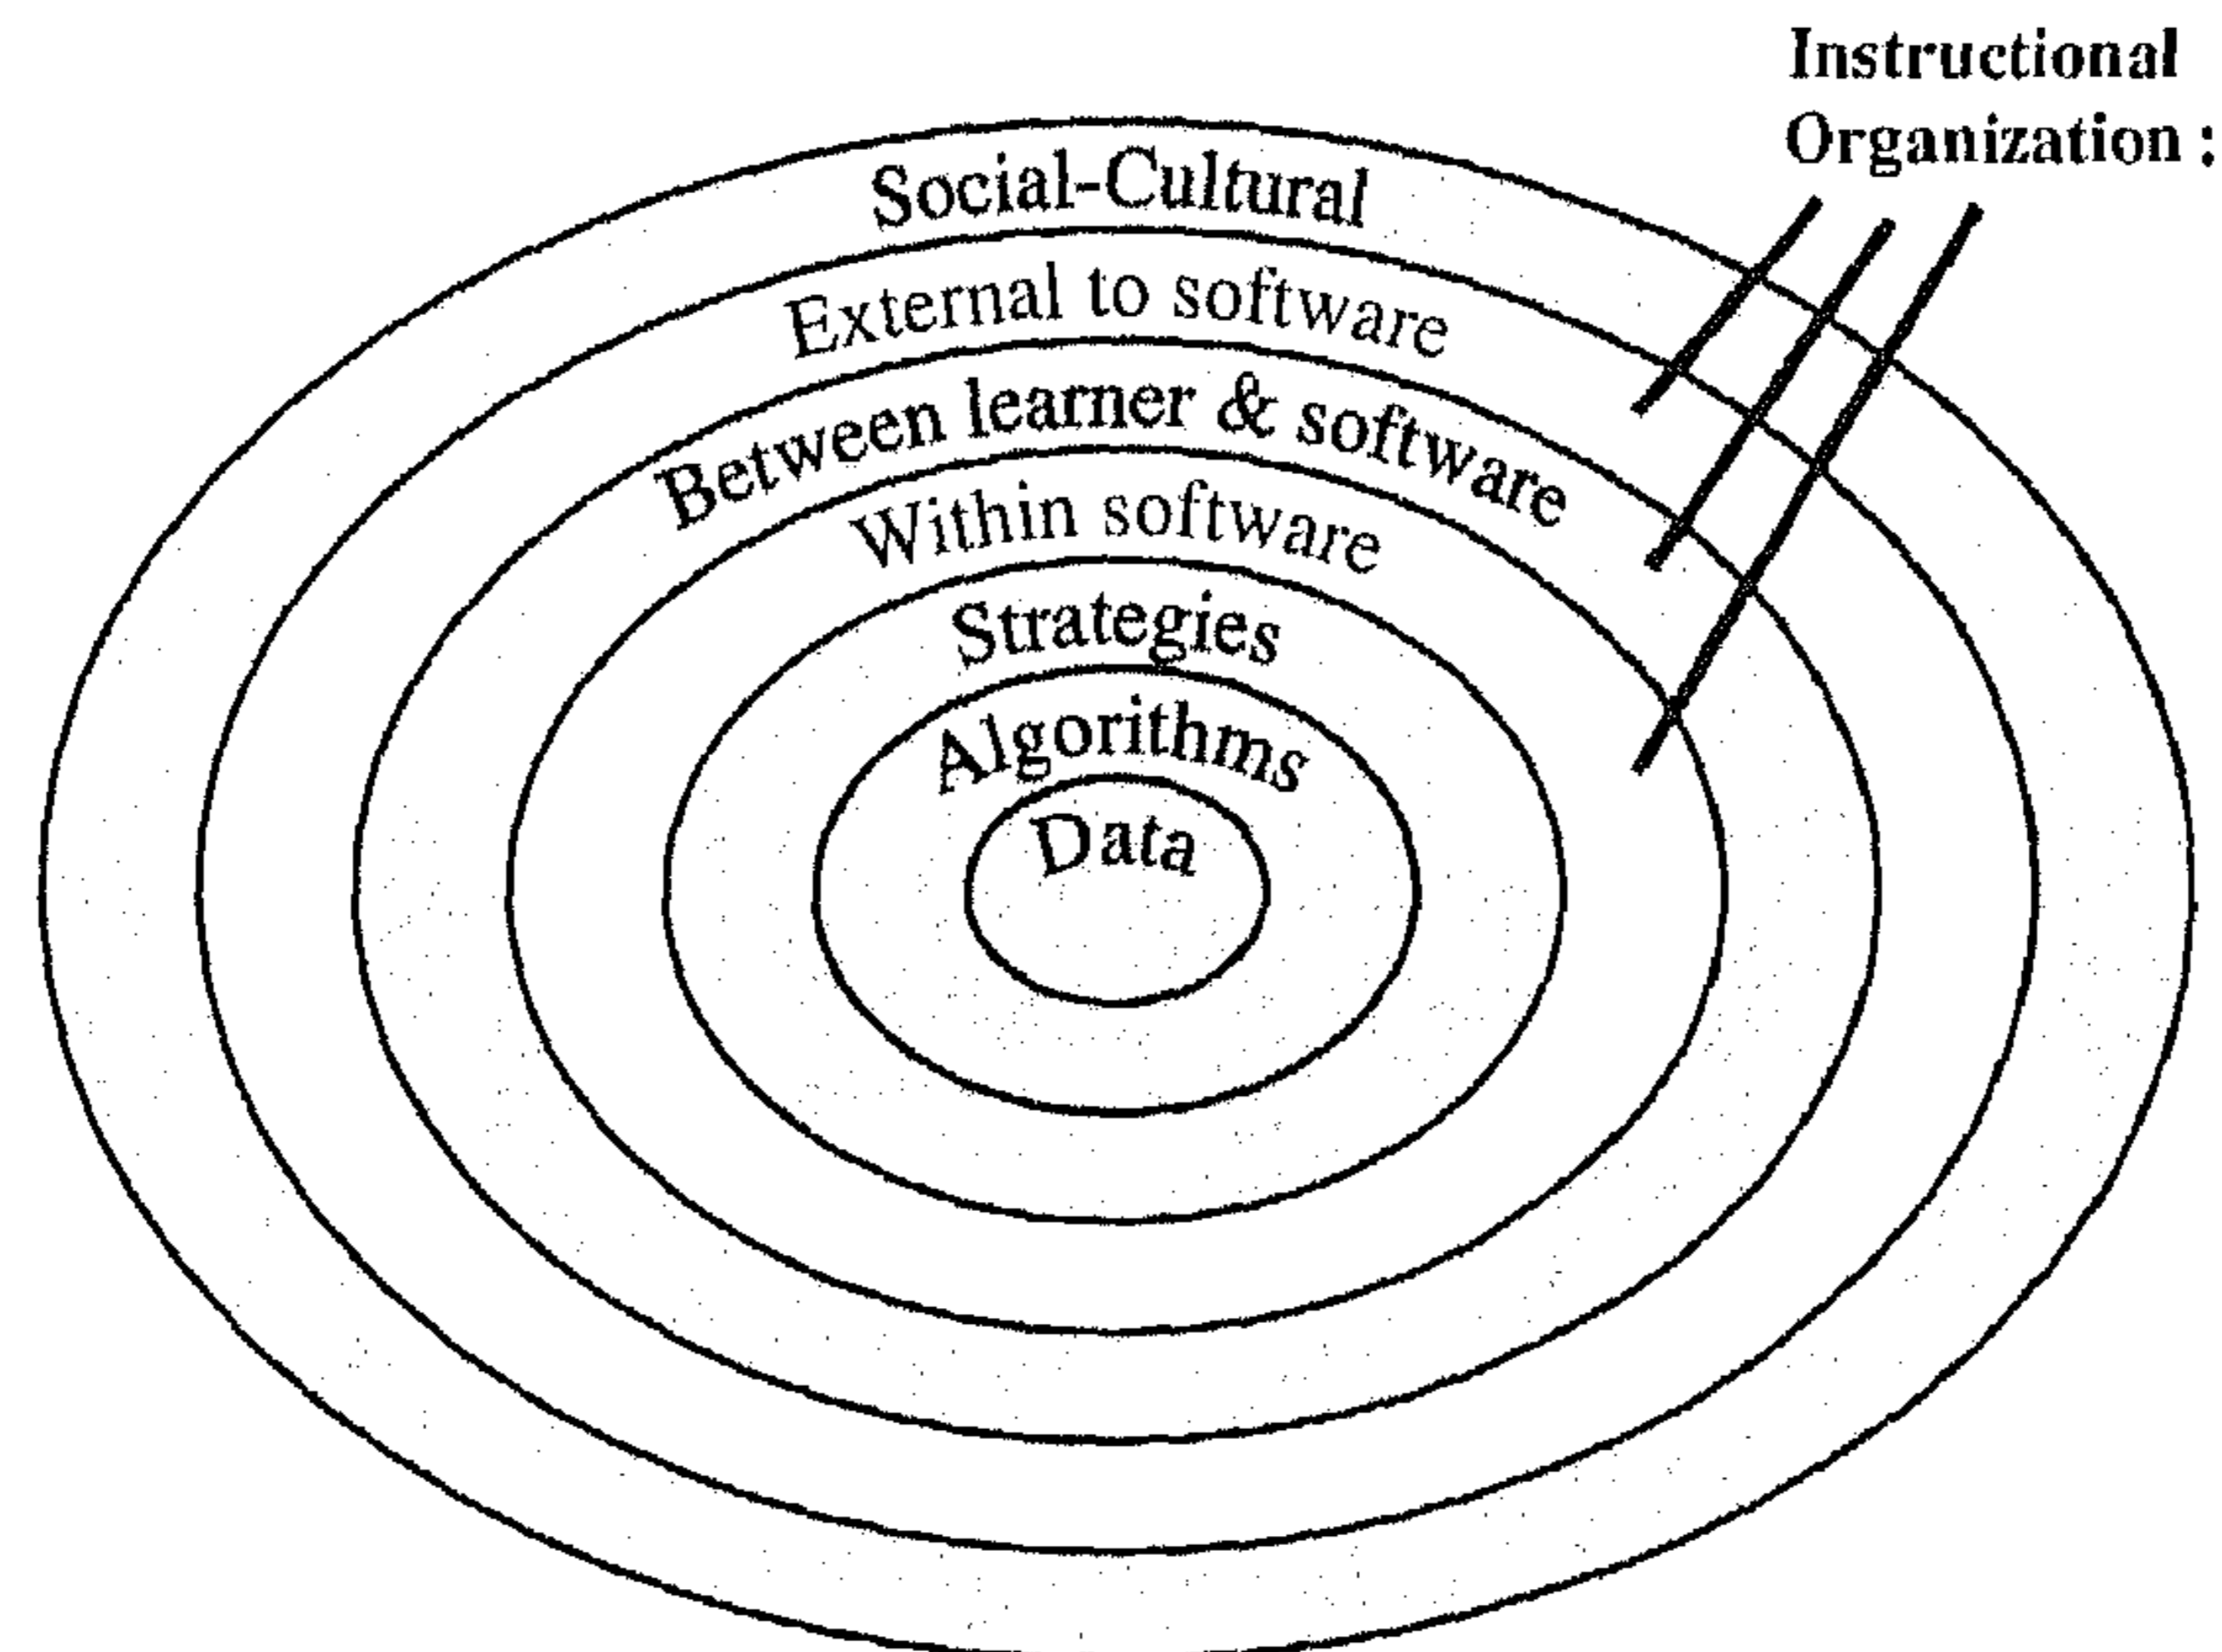 Instructional
Organization :
Social-Cultural
External to software
Between learner & software
Within software
Strategies
Algorithms
Data